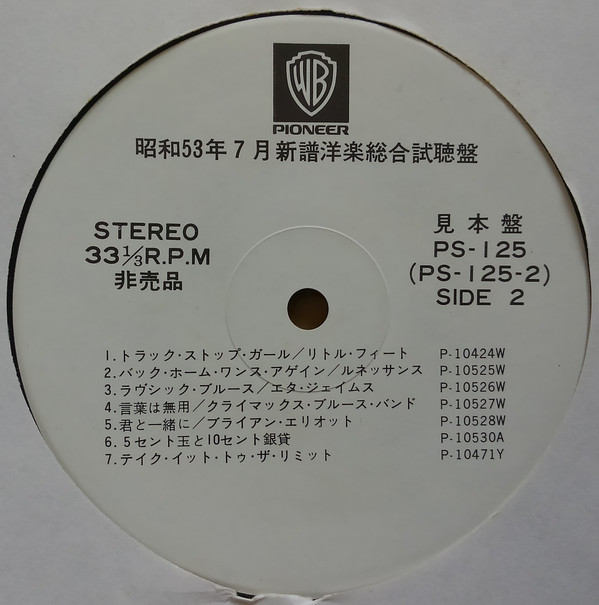 WB
PIONEER
昭和53年7月新譜洋楽総合試聴盤
STEREO
33⅓R.P.M
非売品
見本盤
PS-125
(PS-125-2)
SIDE 2
1.トラック・ストップ・ガール/リトル・フィート P-10424W
2.バック・ホーム・ワンス・アゲイン/ルネッサンス P-10525W
3.ラヴシック・ブルース/エタ・ジェイムス P-10526W
4.言葉は無用/クライマックス・ブルース・バンド P-10527W
5.君と一緒に/ブライアン・エリオット P-10528W
6.5セント玉と10セント銀貨 P-10530A
7.テイク・イット・トゥ・ザ・リミット P-10471Y